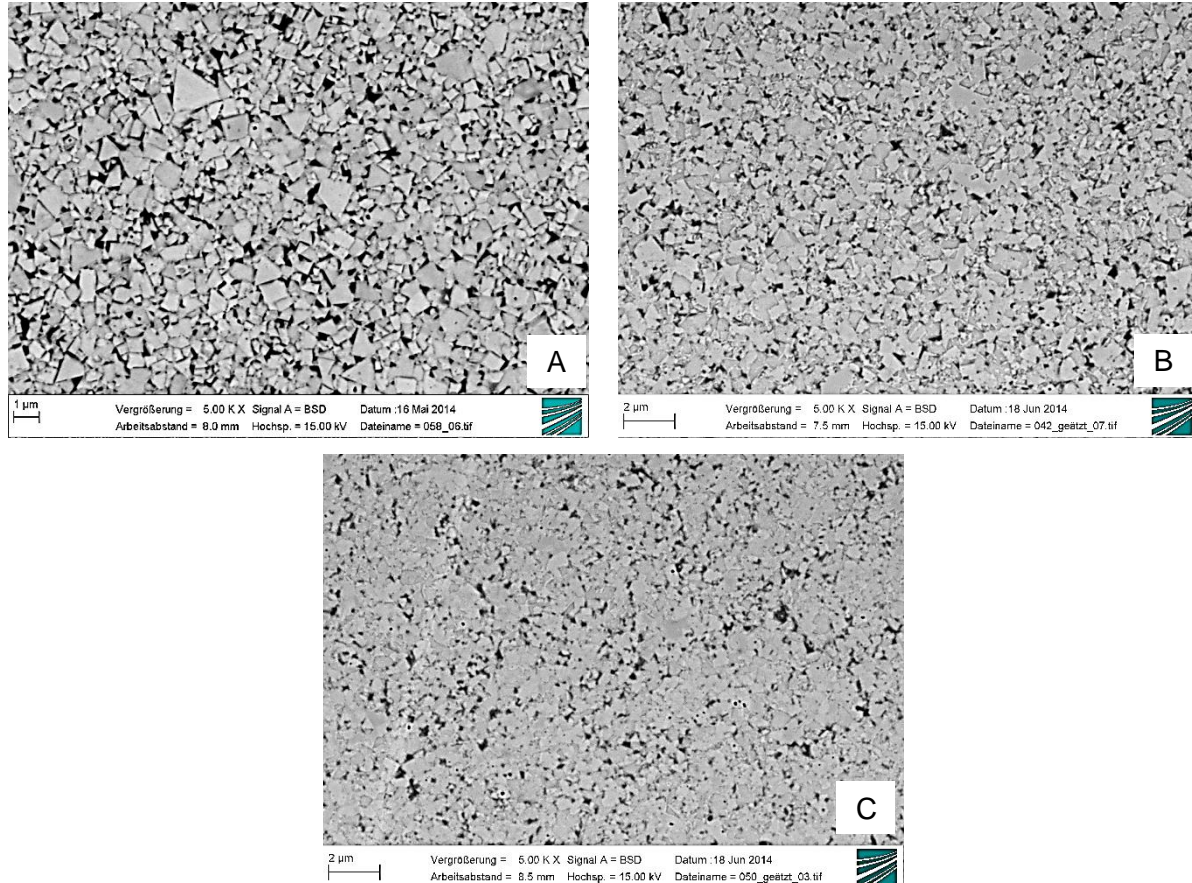 A
1 µm
Vergrößerung = 5.00 K X Signal A = BSD Datum :16 Mai 2014
Arbeitsabstand = 8.0 mm Hochsp. = 15.00 kV Dateiname = 058_06.tif
B
2 µm
Vergrößerung = 5.00 K X Signal A = BSD Datum :18 Jun 2014
Arbeitsabstand = 7.5 mm Hochsp. = 15.00 kV Dateiname = 042_geätzt_07.tif
C
2 µm
Vergrößerung = 5.00 K X Signal A = BSD Datum :18 Jun 2014
Arbeitsabstand = 8.5 mm Hochsp. = 15.00 kV Dateiname = 050_geätzt_03.tif